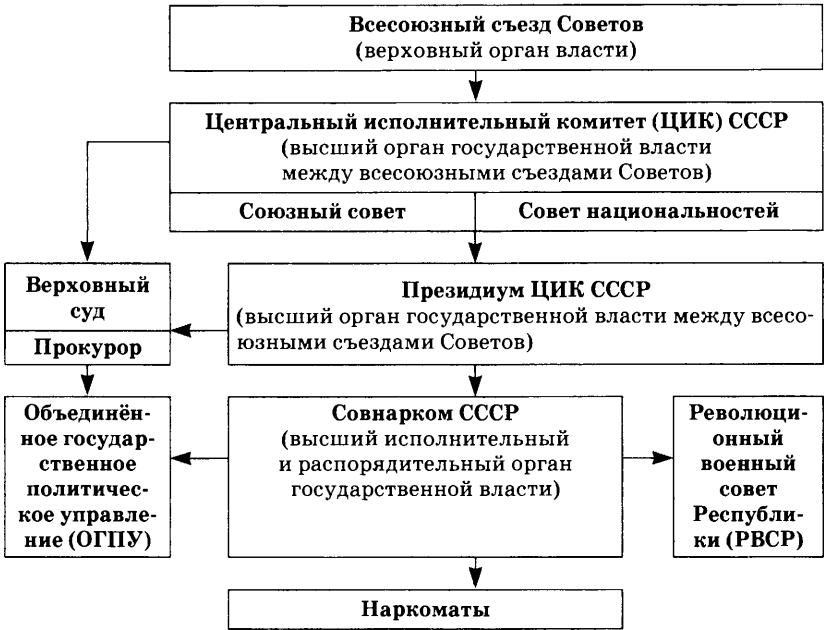 Всесоюзный съезд Советов
(верховный орган власти)
Центральный исполнительный комитет (ЦИК) СССР
(высший орган государственной власти
между всесоюзными съездами Советов)
Союзный совет
Совет национальностей
Верховный
суд
Прокурор
Президиум ЦИК СССР
(высший орган государственной власти между всесо-
юзными съездами Советов)
Объединён-
ное государ-
ственное
политичес-
кое управле-
ние (ОГПУ)
Совнарком СССР
(высший исполнительный
и распорядительный орган
государственной власти)
Революци-
онный
военный
совет
Республи-
ки (РВСР)
Наркоматы